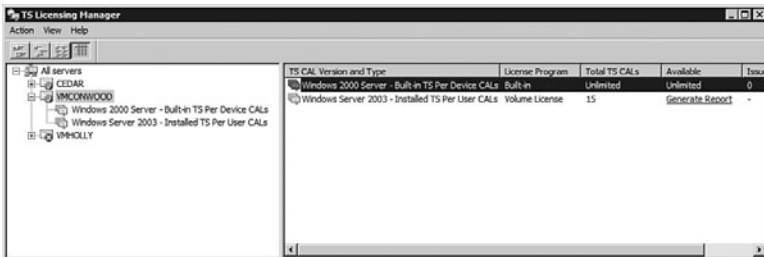 TS Licensing Manager
Action View Help
All servers
CEDAR
VMCONWOOD
Windows 2000 Server - Built-in TS Per Device CALs
Windows Server 2003 - Installed TS Per User CALs
VMHOLLY
TS CAL Version and Type License Program Total TS CALs Available Issu
Windows 2000 Server - Built-in TS Per Device CALs Built-in Unlimited Unlimited 0
Windows Server 2003 - Installed TS Per User CALs Volume License 15 Generate Report -